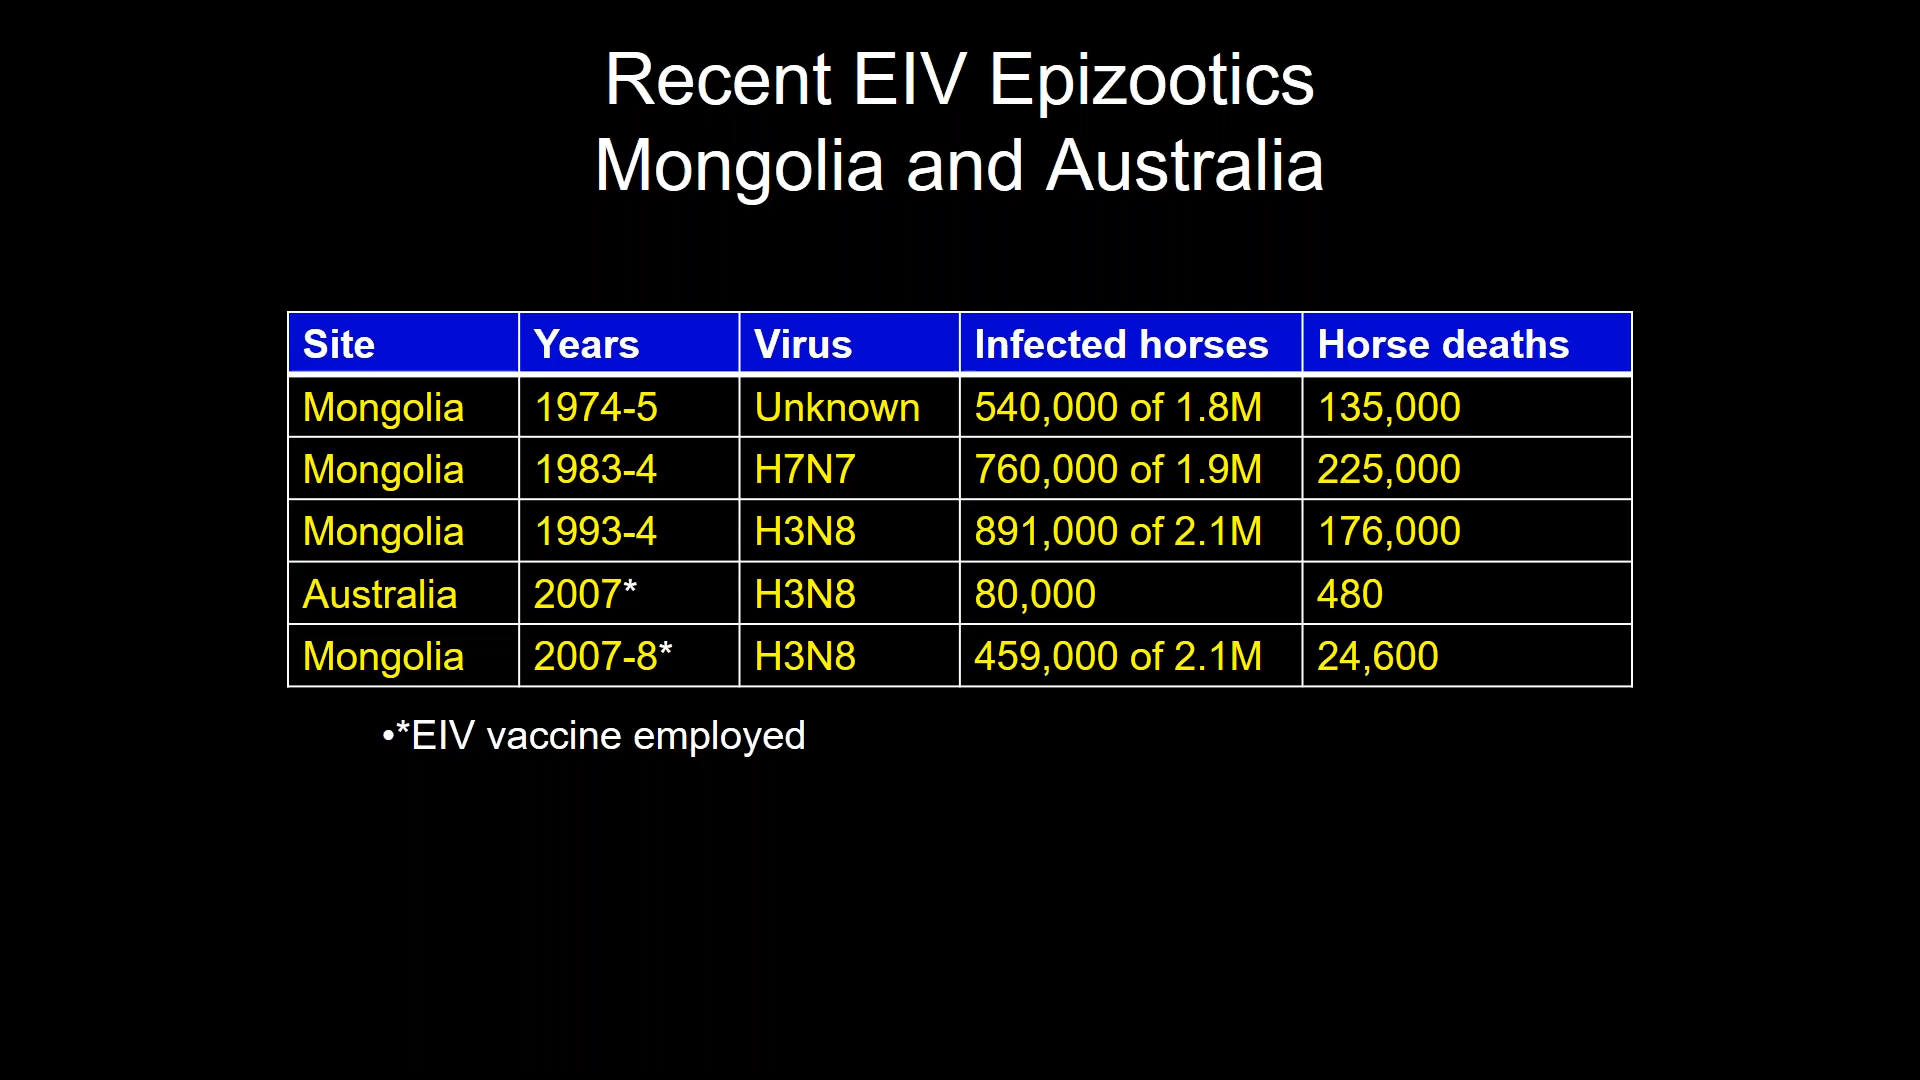 Recent EIV Epizootics
Mongolia and Australia
Site Years Virus Infected horses Horse deaths
Mongolia 1974-5 Unknown 540,000 of 1.8M 135,000
Mongolia 1983-4 H7N7 760,000 of 1.9M 225,000
Mongolia 1993-4 H3N8 891,000 of 2.1M 176,000
Australia 2007* H3N8 80,000 480
Mongolia 2007-8* H3N8 459,000 of 2.1M 24,600
•*EIV vaccine employed